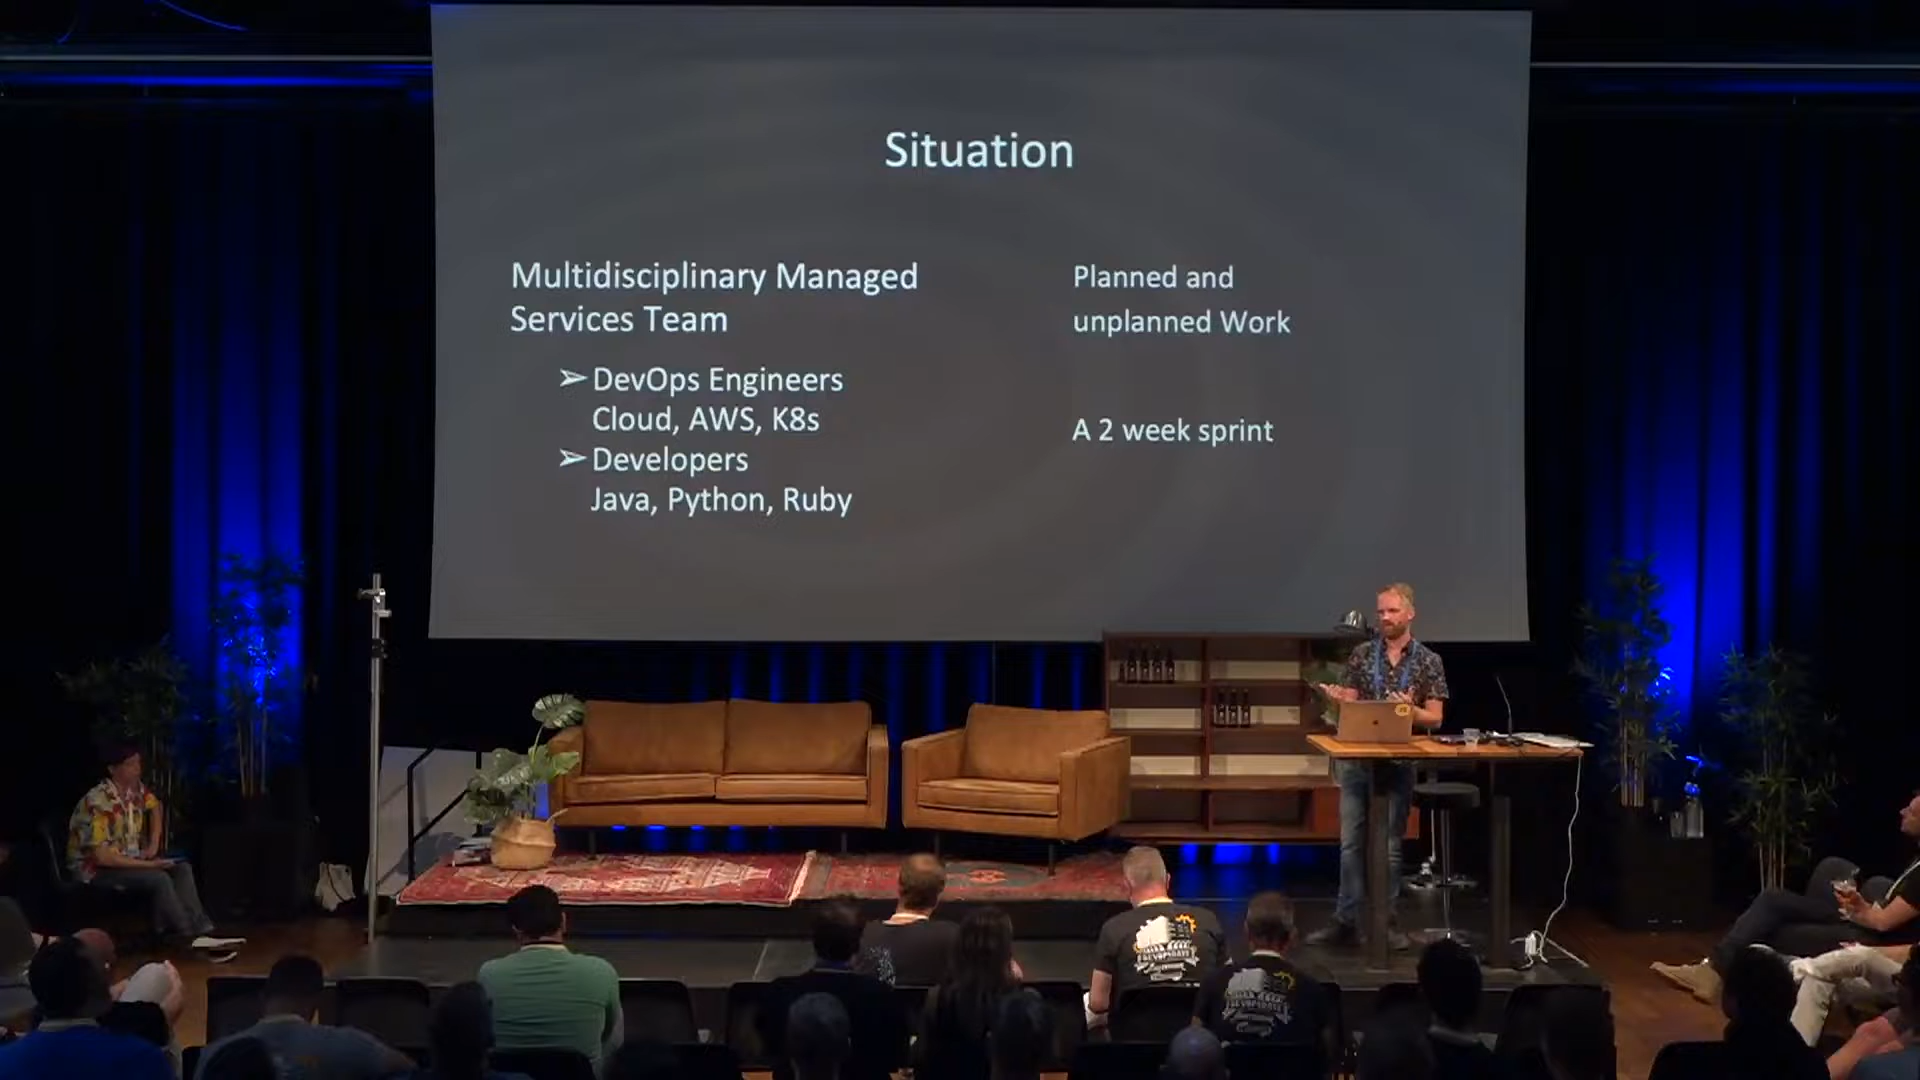 Situation
Multidisciplinary Managed
Services Team
➢ DevOps Engineers
Cloud, AWS, K8s
➢ Developers
Java, Python, Ruby
Planned and
unplanned Work
A 2 week sprint